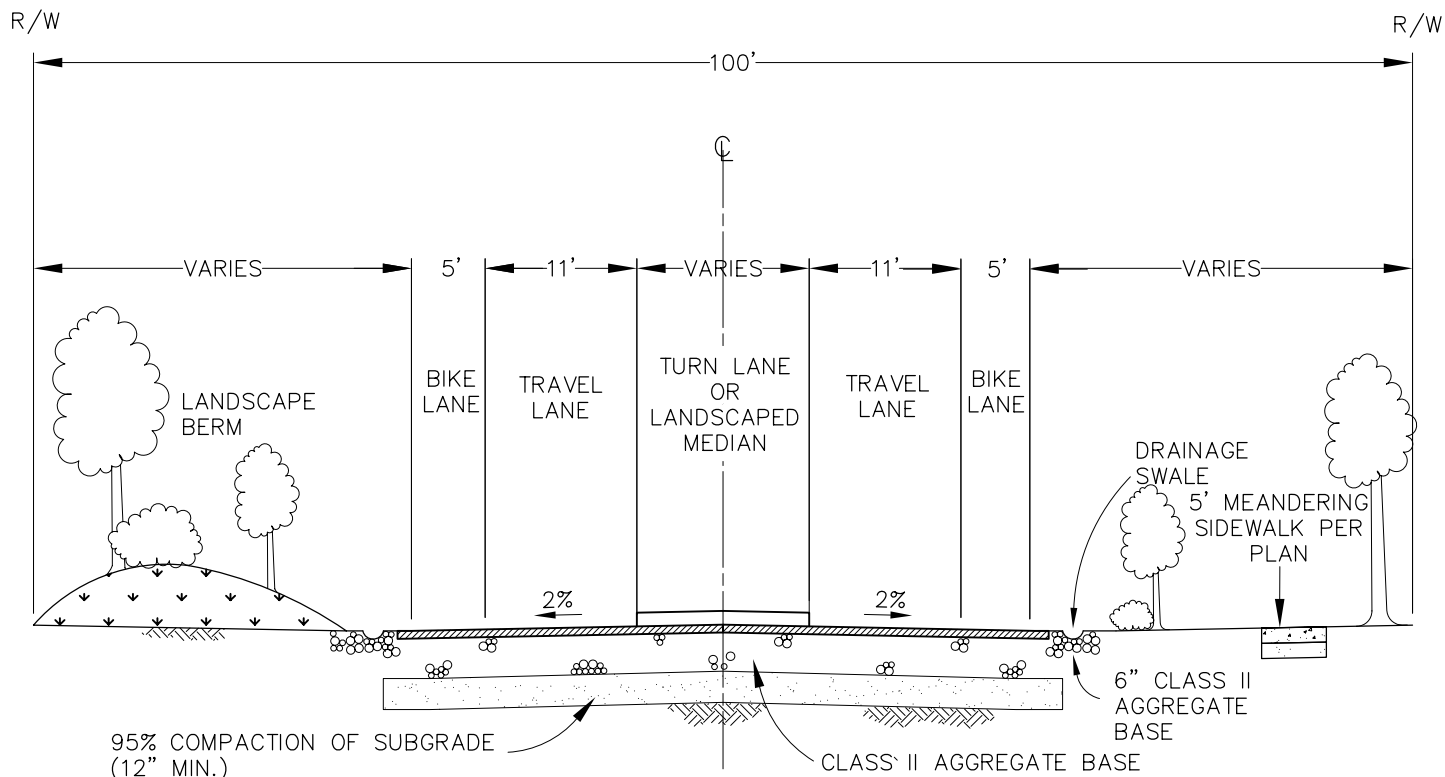 R/W
R/W
100'
℄
VARIES
5'
11'
VARIES
11'
5'
VARIES
BIKE
LANE
TRAVEL
LANE
TURN LANE
OR
LANDSCAPED
MEDIAN
TRAVEL
LANE
BIKE
LANE
LANDSCAPE
BERM
DRAINAGE
SWALE
5' MEANDERING
SIDEWALK PER
PLAN
2%
2%
6" CLASS II
AGGREGATE
BASE
95% COMPACTION OF SUBGRADE
(12" MIN.)
CLASS II AGGREGATE BASE